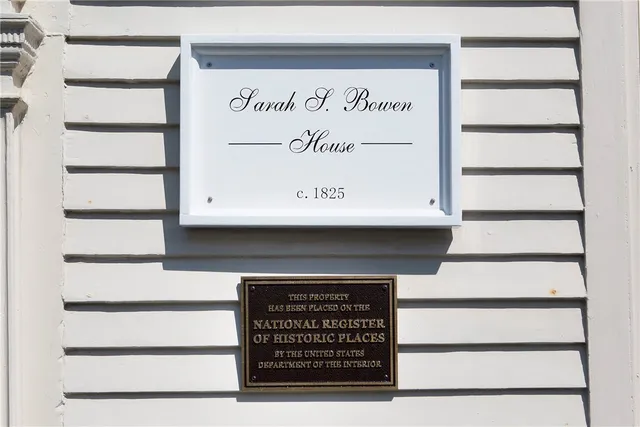 Sarah S. Bowen
House
c. 1825
THIS PROPERTY
HAS BEEN PLACED ON THE
NATIONAL REGISTER
OF HISTORIC PLACES
BY THE UNITED STATES
DEPARTMENT OF THE INTERIOR